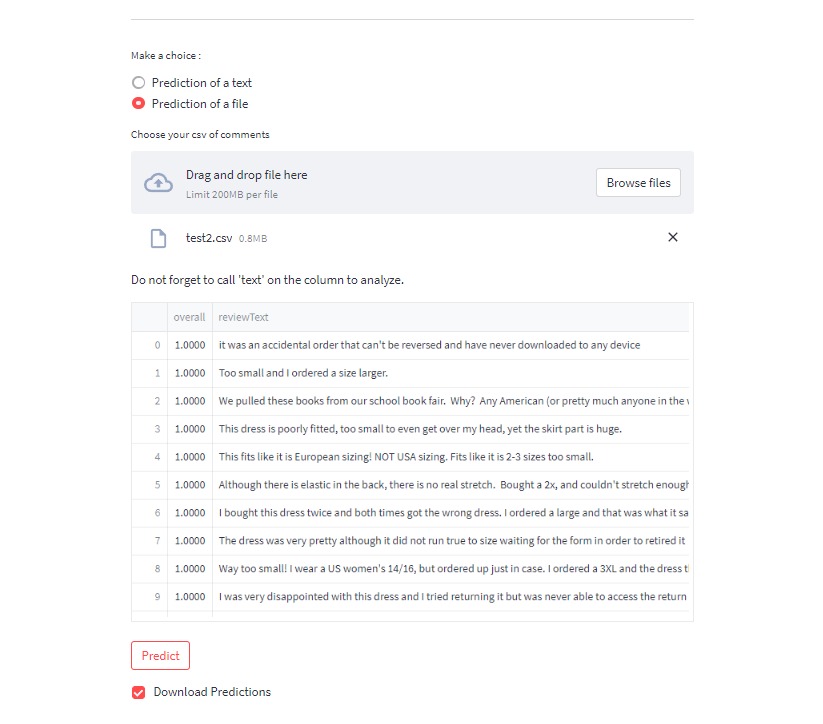 Make a choice :
Prediction of a text
Prediction of a file
Choose your csv of comments
Drag and drop file here
Limit 200MB per file
Browse files
test2.csv 0.8MB
Do not forget to call 'text' on the column to analyze.
overall reviewText
0 1.0000 it was an accidental order that can't be reversed and have never downloaded to any device
1 1.0000 Too small and I ordered a size larger.
2 1.0000 We pulled these books from our school book fair.  Why?  Any American (or pretty much anyone in the
3 1.0000 This dress is poorly fitted, too small to even get over my head, yet the skirt part is huge.
4 1.0000 This fits like it is European sizing! NOT USA sizing. Fits like it is 2-3 sizes too small.
5 1.0000 Although there is elastic in the back, there is no real stretch.  Bought a 2x, and couldn't stretch enough
6 1.0000 I bought this dress twice and both times got the wrong dress. I ordered a large and that was what it sa
7 1.0000 The dress was very pretty although it did not run true to size waiting for the form in order to retired it
8 1.0000 Way too small! I wear a US women's 14/16, but ordered up just in case. I ordered a 3XL and the dress
9 1.0000 I was very disappointed with this dress and I tried returning it but was never able to access the return
Predict
Download Predictions